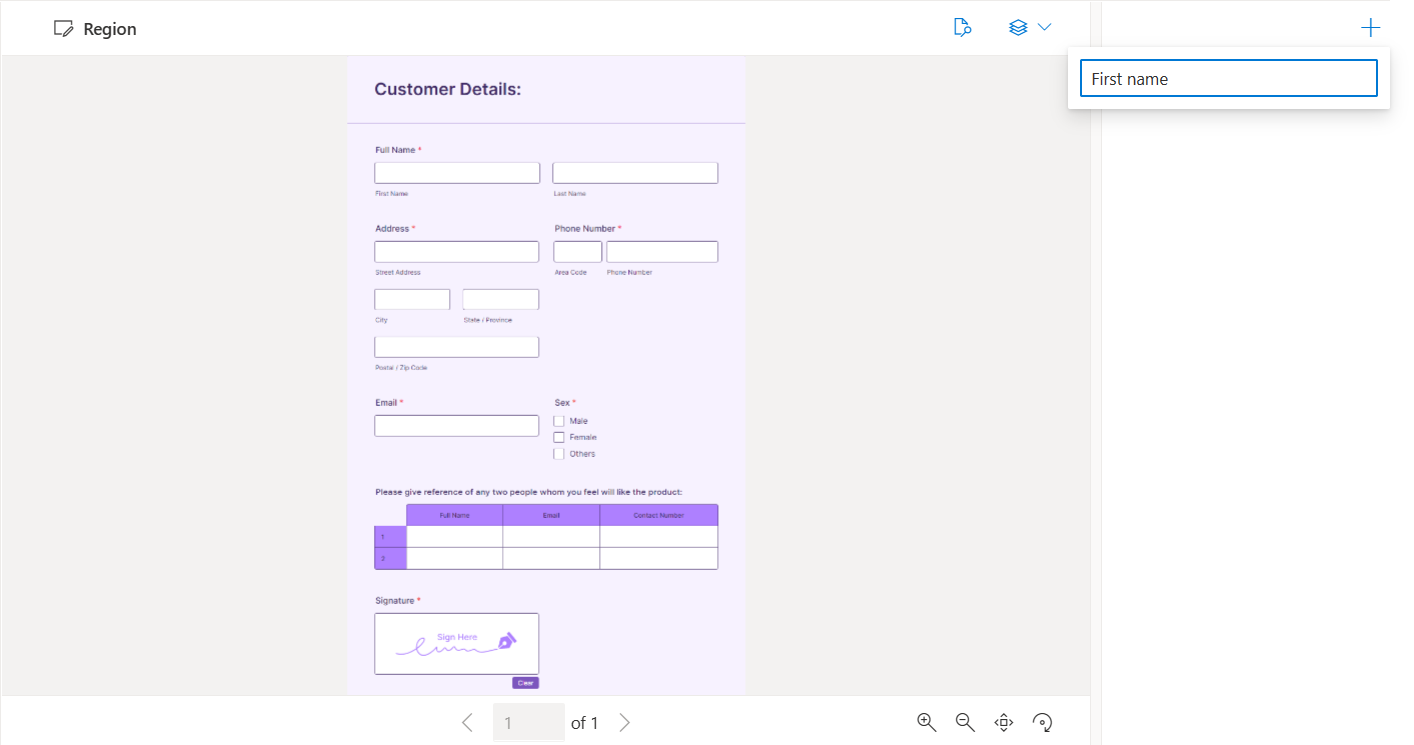 Region
First name
Customer Details:
Full Name *
First Name Last Name
Address * Phone Number *
Street Address Area Code Phone Number
City State / Province
Postal / Zip Code
Email * Sex *
Male
Female
Others
Please give reference of any two people whom you feel will like the product:
Full Name Email Contact Number
1
2
Signature *
Sign Here
Clear
1 of 1